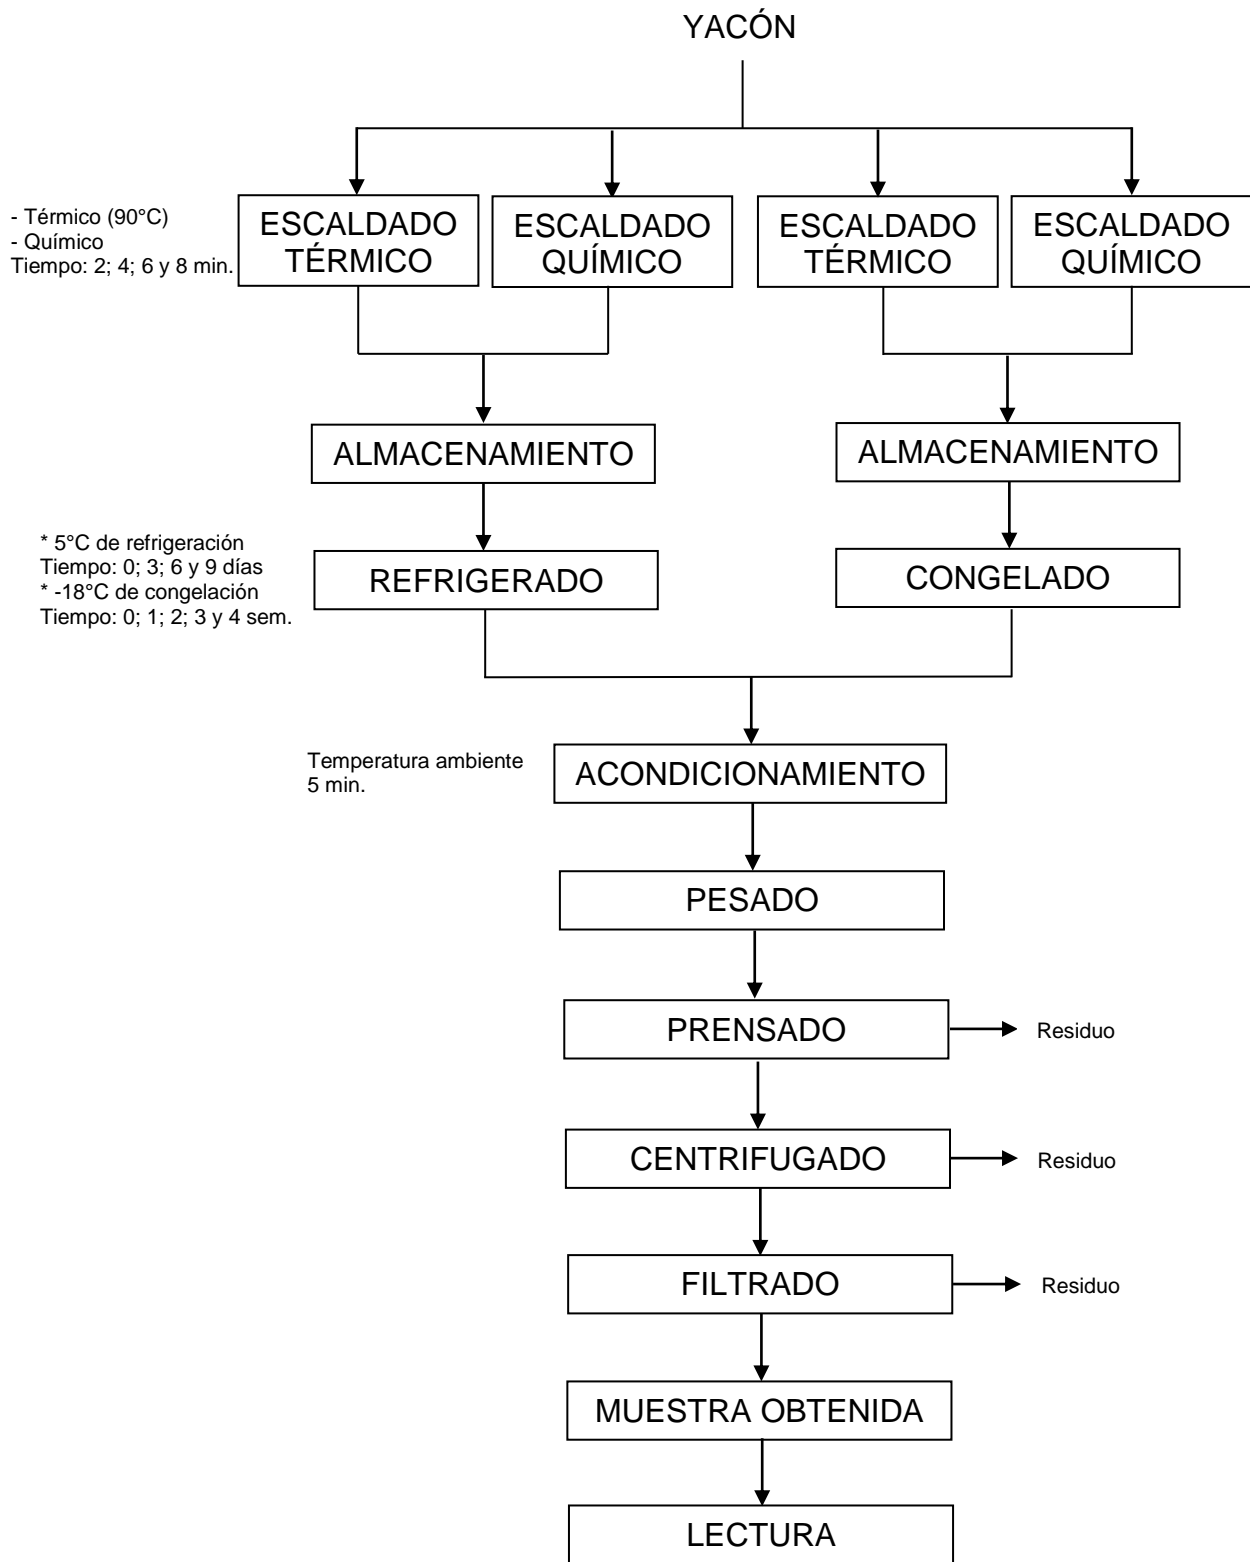 YACÓN
- Térmico (90°C)
- Químico
Tiempo: 2; 4; 6 y 8 min.
ESCALDADO
TÉRMICO
ESCALDADO
QUÍMICO
ESCALDADO
TÉRMICO
ESCALDADO
QUÍMICO
ALMACENAMIENTO
ALMACENAMIENTO
* 5°C de refrigeración
Tiempo: 0; 3; 6 y 9 días
* -18°C de congelación
Tiempo: 0; 1; 2; 3 y 4 sem.
REFRIGERADO
CONGELADO
Temperatura ambiente
5 min.
ACONDICIONAMIENTO
PESADO
PRENSADO
Residuo
CENTRIFUGADO
Residuo
FILTRADO
Residuo
MUESTRA OBTENIDA
LECTURA